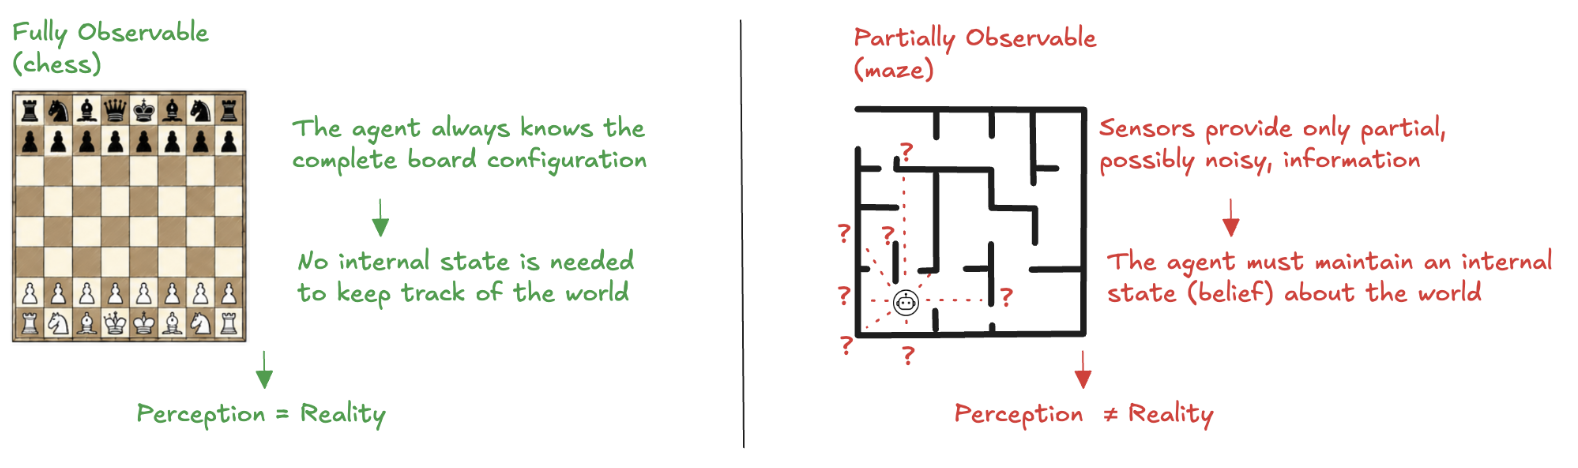 Fully Observable
(chess)
The agent always knows the
complete board configuration
No internal state is needed
to keep track of the world
Perception = Reality
Partially Observable
(maze)
Sensors provide only partial,
possibly noisy, information
The agent must maintain an internal
state (belief) about the world
Perception ≠ Reality
?
?
?
?
?
?
?